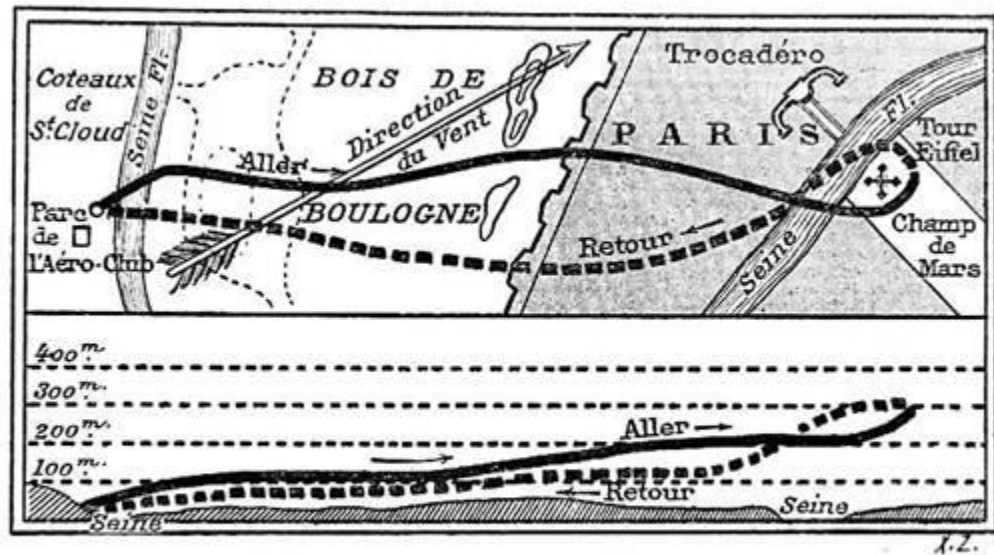 Coteaux
de
St Cloud
Seine Fl.
BOIS DE
BOULOGNE
Direction
du Vent
Aller
Trocadéro
PARIS
Fl.
Tour
Eiffel
Parc
de
l'Aéro-Club
Retour
Seine
Champ
de
Mars
400m.
300m.
200m.
100m.
Aller
Retour
Seine
Seine
X.Z.